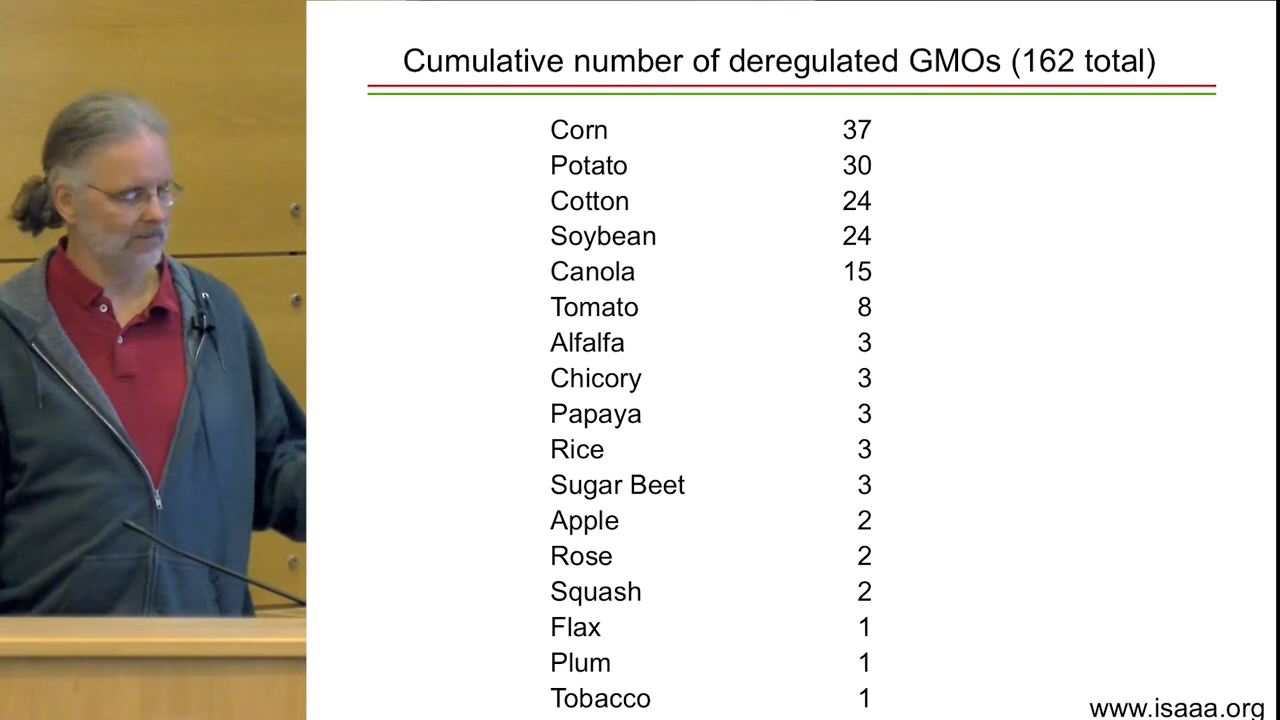 Cumulative number of deregulated GMOs (162 total)
Corn 37
Potato 30
Cotton 24
Soybean 24
Canola 15
Tomato 8
Alfalfa 3
Chicory 3
Papaya 3
Rice 3
Sugar Beet 3
Apple 2
Rose 2
Squash 2
Flax 1
Plum 1
Tobacco 1
www.isaaa.org